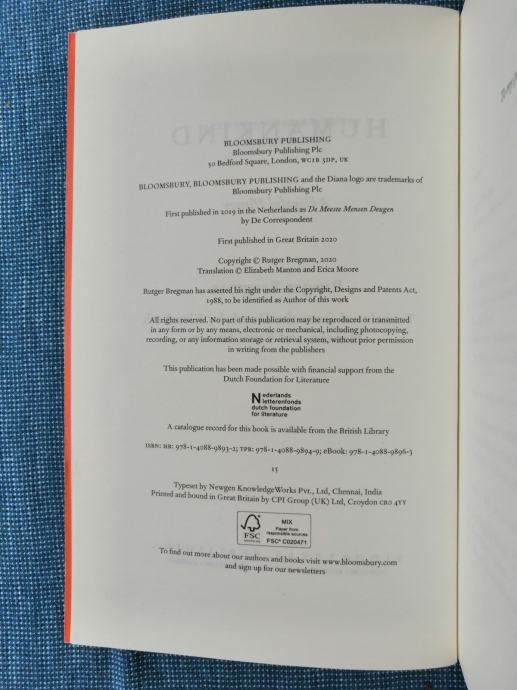 BLOOMSBURY PUBLISHING
Bloomsbury Publishing Plc
50 Bedford Square, London, WC1B 3DP, UK
BLOOMSBURY, BLOOMSBURY PUBLISHING and the Diana logo are trademarks of
Bloomsbury Publishing Plc
First published in 2019 in the Netherlands as De Meeste Mensen Deugen
by De Correspondent
First published in Great Britain 2020
Copyright © Rutger Bregman, 2020
Translation © Elizabeth Manton and Erica Moore
Rutger Bregman has asserted his right under the Copyright, Designs and Patents Act,
1988, to be identified as Author of this work
All rights reserved. No part of this publication may be reproduced or transmitted
in any form or by any means, electronic or mechanical, including photocopying,
recording, or any information storage or retrieval system, without prior permission
in writing from the publishers
This publication has been made possible with financial support from the
Dutch Foundation for Literature
Nederlands
letterenfonds
dutch foundation
for literature
A catalogue record for this book is available from the British Library
ISBN: HB: 978-1-4088-9893-2; TPB: 978-1-4088-9894-9; eBook: 978-1-4088-9896-3
15
Typeset by Newgen KnowledgeWorks Pvt., Ltd, Chennai, India
Printed and bound in Great Britain by CPI Group (UK) Ltd, Croydon CR0 4YY
FSC
MIX
Paper from
responsible sources
FSC® C020471
To find out more about our authors and books visit www.bloomsbury.com
and sign up for our newsletters